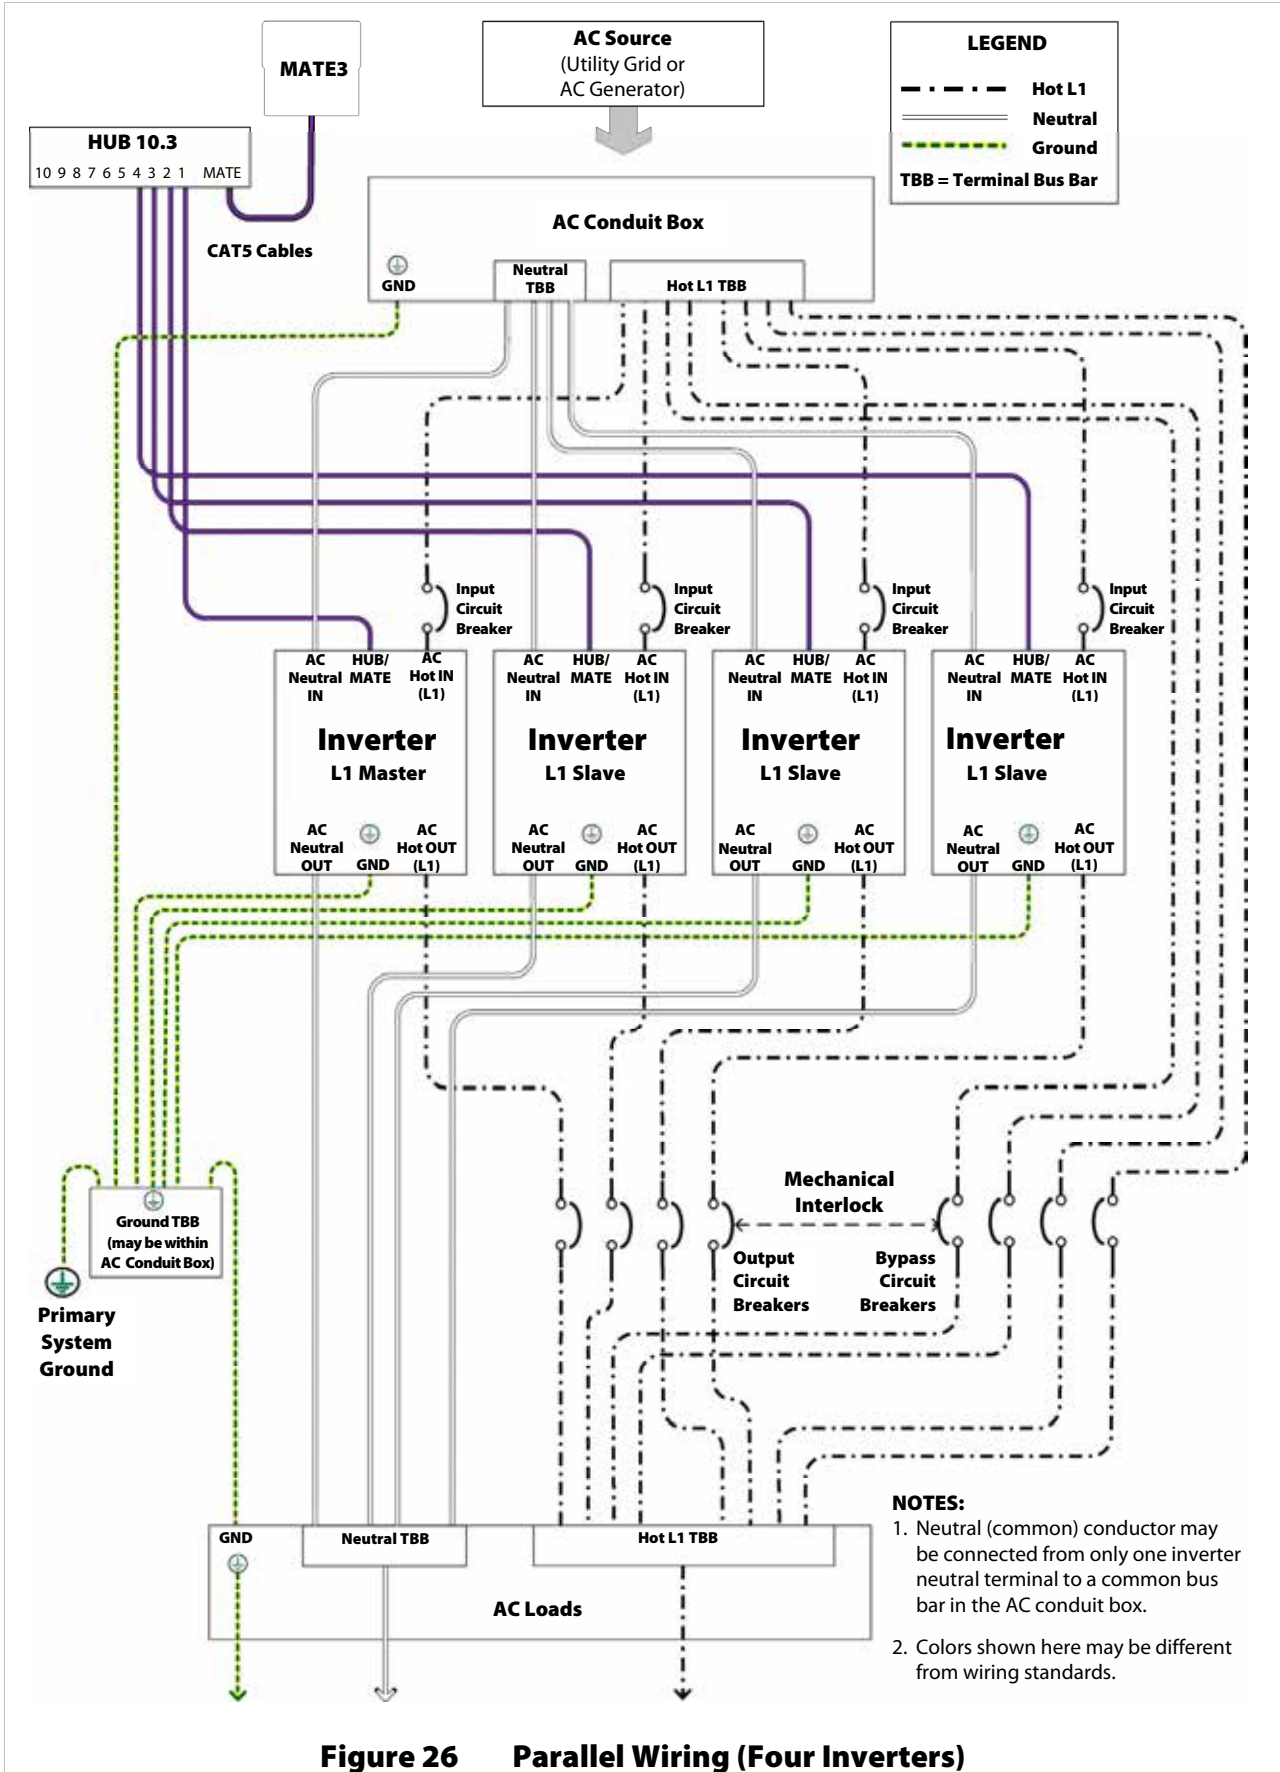 MATE3
AC Source
(Utility Grid or
AC Generator)
LEGEND
Hot L1
Neutral
Ground
TBB = Terminal Bus Bar
HUB 10.3
10 9 8 7 6 5 4 3 2 1 MATE
CAT5 Cables
AC Conduit Box
GND
Neutral
TBB
Hot L1 TBB
Input
Circuit
Breaker
Input
Circuit
Breaker
Input
Circuit
Breaker
Input
Circuit
Breaker
AC
Neutral
IN
HUB/
MATE
AC
Hot IN
(L1)
Inverter
L1 Master
AC
Neutral
OUT
GND
AC
Hot OUT
(L1)
AC
Neutral
IN
HUB/
MATE
AC
Hot IN
(L1)
Inverter
L1 Slave
AC
Neutral
OUT
GND
AC
Hot OUT
(L1)
AC
Neutral
IN
HUB/
MATE
AC
Hot IN
(L1)
Inverter
L1 Slave
AC
Neutral
OUT
GND
AC
Hot OUT
(L1)
AC
Neutral
IN
HUB/
MATE
AC
Hot IN
(L1)
Inverter
L1 Slave
AC
Neutral
OUT
GND
AC
Hot OUT
(L1)
Ground TBB
(may be within
AC Conduit Box)
Primary
System
Ground
Mechanical
Interlock
Output
Circuit
Breakers
Bypass
Circuit
Breakers
GND
Neutral TBB
Hot L1 TBB
AC Loads
NOTES:
1. Neutral (common) conductor may
be connected from only one inverter
neutral terminal to a common bus
bar in the AC conduit box.
2. Colors shown here may be different
from wiring standards.
Figure 26 Parallel Wiring (Four Inverters)